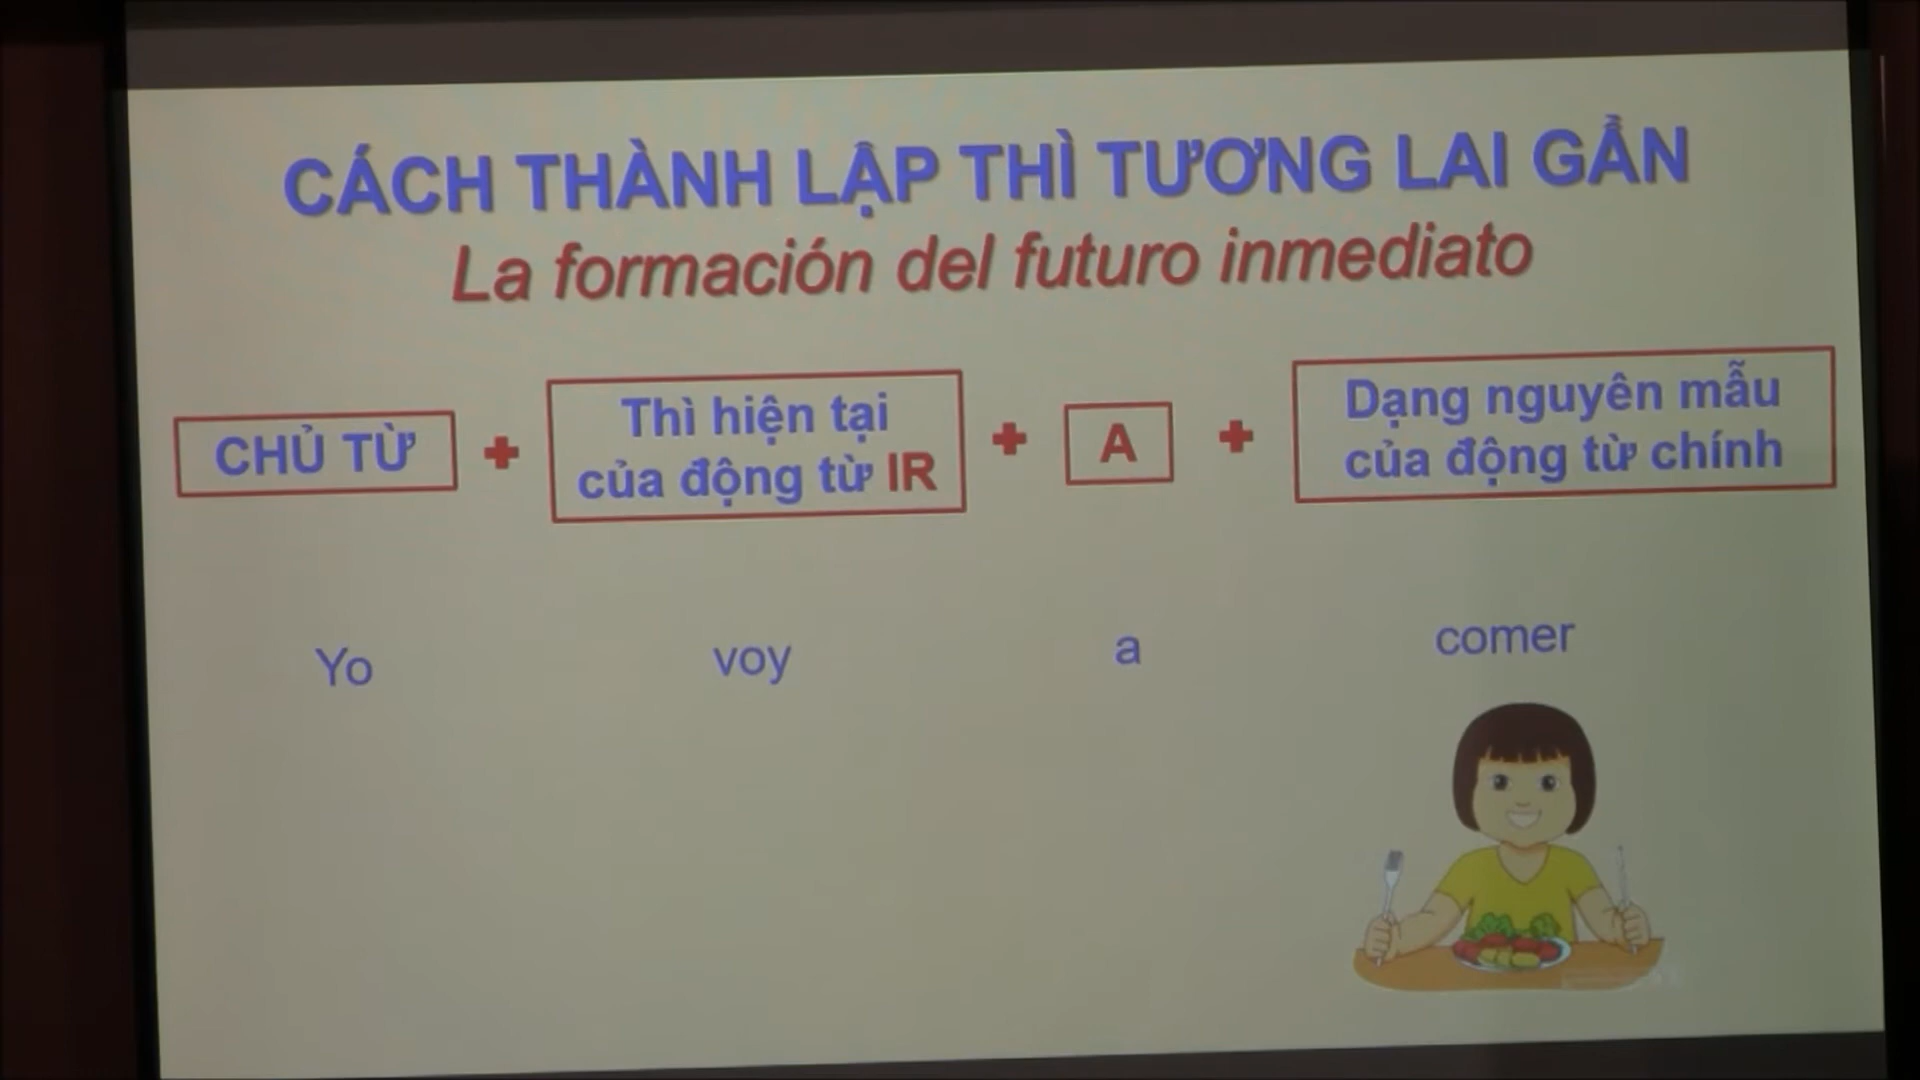 CÁCH THÀNH LẬP THÌ TƯƠNG LAI GẦN
La formación del futuro inmediato
CHỦ TỪ + Thì hiện tại của động từ IR + A + Dạng nguyên mẫu của động từ chính
Yo voy a comer